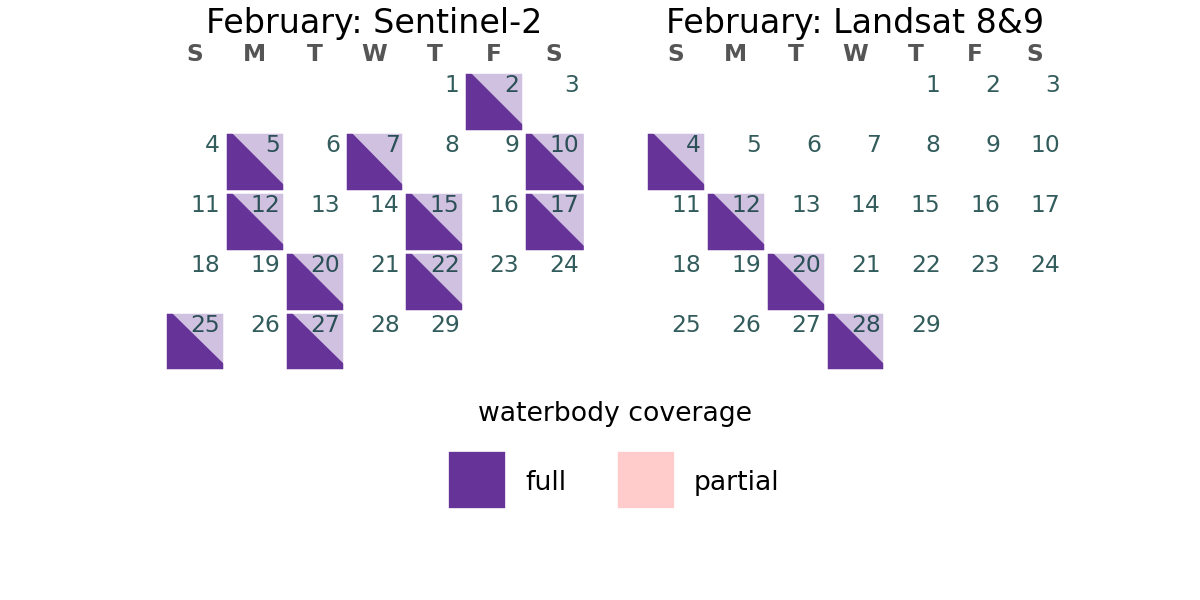 February: Sentinel-2
S M T W T F S
1 2 3
4 5 6 7 8 9 10
11 12 13 14 15 16 17
18 19 20 21 22 23 24
25 26 27 28 29
February: Landsat 8&9
S M T W T F S
1 2 3
4 5 6 7 8 9 10
11 12 13 14 15 16 17
18 19 20 21 22 23 24
25 26 27 28 29
waterbody coverage
full partial